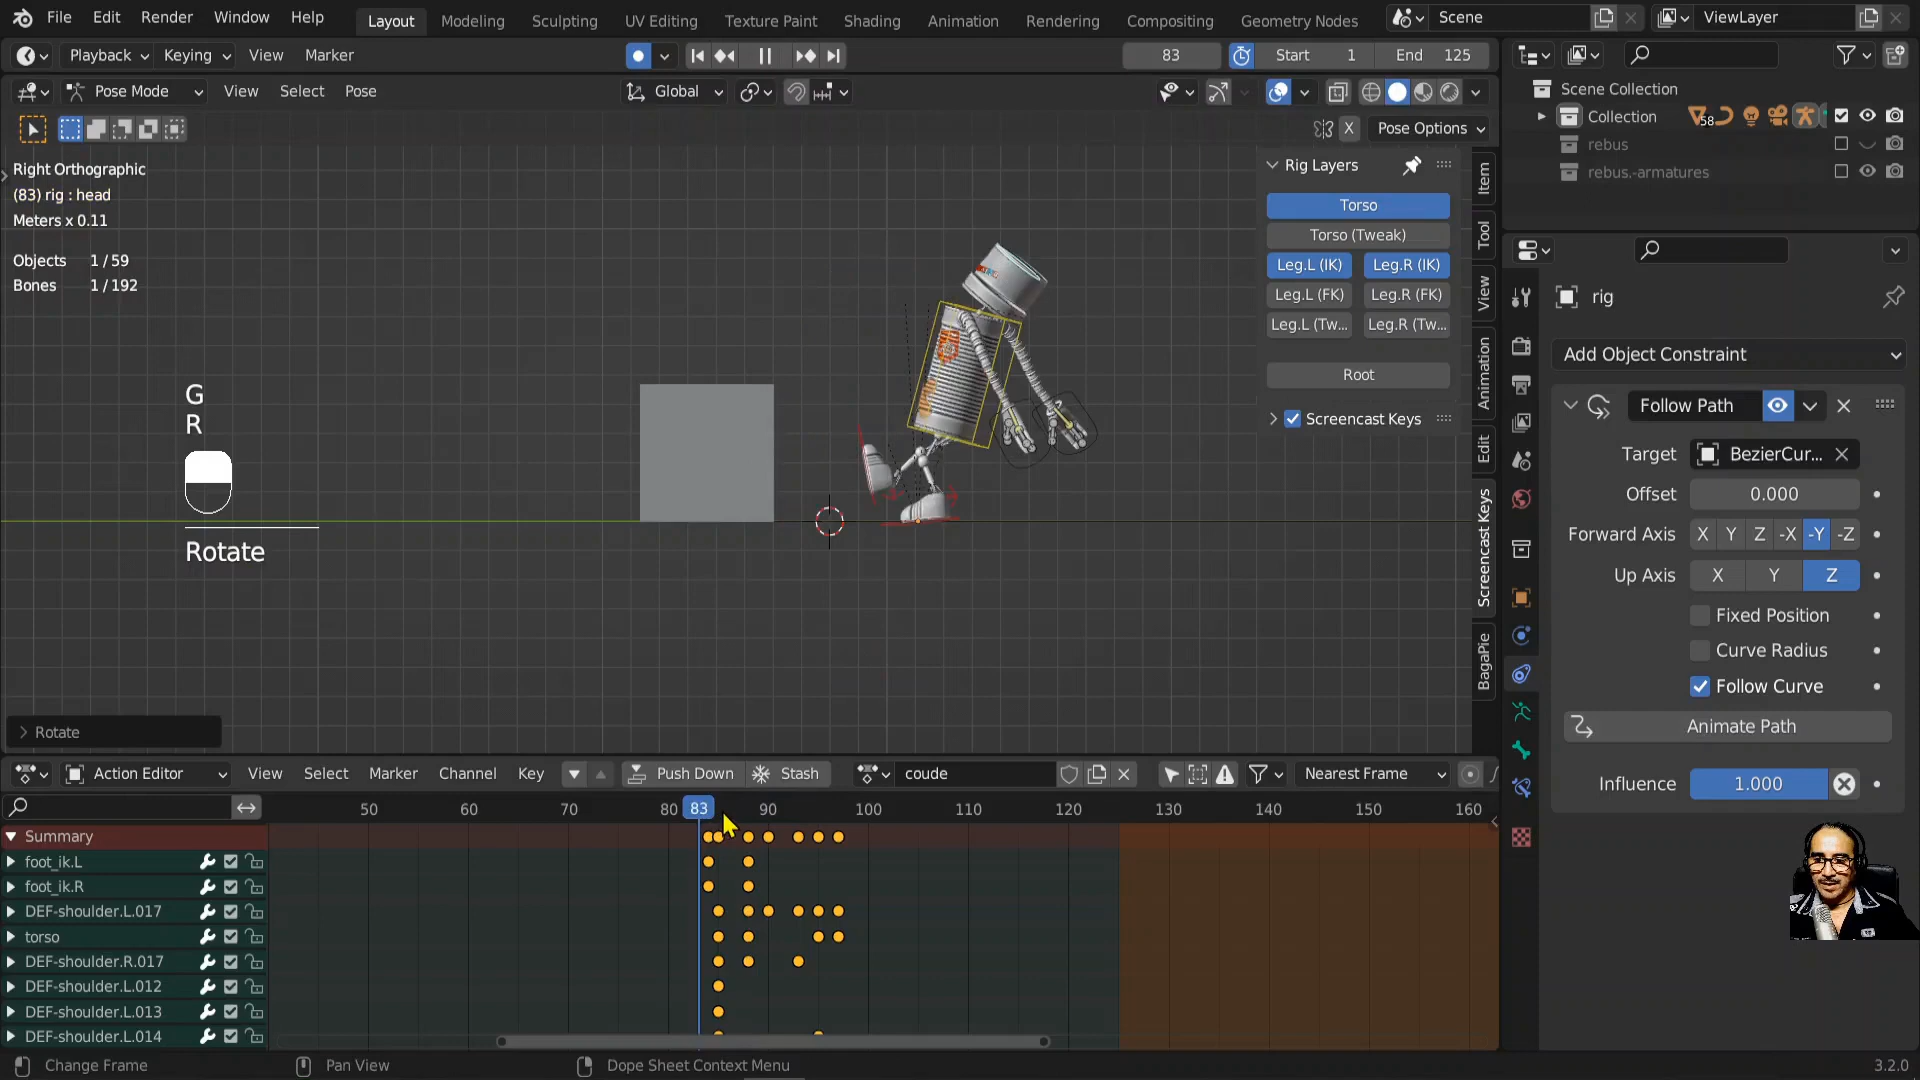 File Edit Render Window Help Layout Modeling Sculpting UV Editing Texture Paint Shading Animation Rendering Compositing Geometry Nodes Scene ViewLayer
Playback Keying View Marker 83 Start 1 End 125
Pose Mode View Select Pose Global
X Pose Options
Right Orthographic
(83) rig : head
Meters x 0.11
Objects 1 / 59
Bones 1 / 192
G
R
Rotate
Rotate
Rig Layers
Torso
Torso (Tweak)
Leg.L (IK) Leg.R (IK)
Leg.L (FK) Leg.R (FK)
Leg.L (Tw... Leg.R (Tw...
Root
Screencast Keys
Item
Tool
View
Animation
Edit
Screencast Keys
BagaPie
Scene Collection
Collection 58
rebus
rebus.-armatures
rig
Add Object Constraint
Follow Path
Target BezierCur...
Offset 0.000
Forward Axis X Y Z -X -Y -Z
Up Axis X Y Z
Fixed Position
Curve Radius
Follow Curve
Animate Path
Influence 1.000
Action Editor View Select Marker Channel Key Push Down Stash coude Nearest Frame
50 60 70 80 83 90 100 110 120 130 140 150 160
Summary
foot_ik.L
foot_ik.R
DEF-shoulder.L.017
torso
DEF-shoulder.R.017
DEF-shoulder.L.012
DEF-shoulder.L.013
DEF-shoulder.L.014
Change Frame Pan View Dope Sheet Context Menu 3.2.0